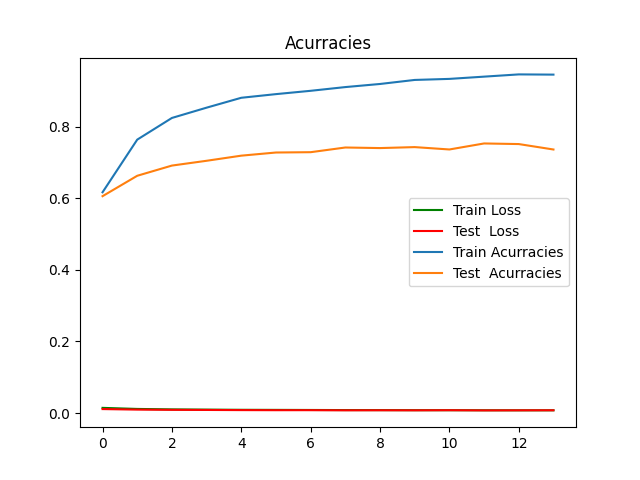 Acurracies
0.8
0.6
0.4
0.2
0.0
Train Loss
Test  Loss
Train Acurracies
Test  Acurracies
0 2 4 6 8 10 12